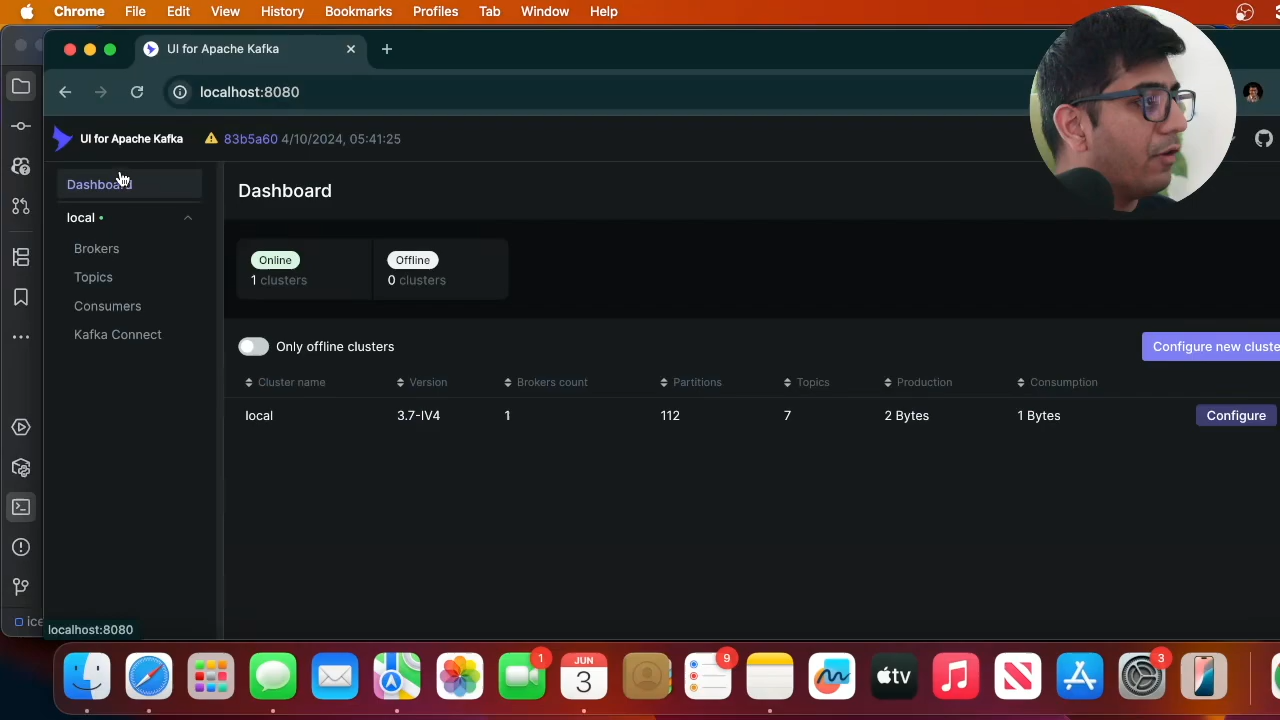 Chrome File Edit View History Bookmarks Profiles Tab Window Help
UI for Apache Kafka
localhost:8080
UI for Apache Kafka 83b5a60 4/10/2024, 05:41:25
Dashboard
local
Brokers
Topics
Consumers
Kafka Connect
Dashboard
Online
1 clusters
Offline
0 clusters
Only offline clusters
Configure new cluste
Cluster name Version Brokers count Partitions Topics Production Consumption
local 3.7-IV4 1 112 7 2 Bytes 1 Bytes Configure
ice
localhost:8080
1
JUN
3
9
tv
3